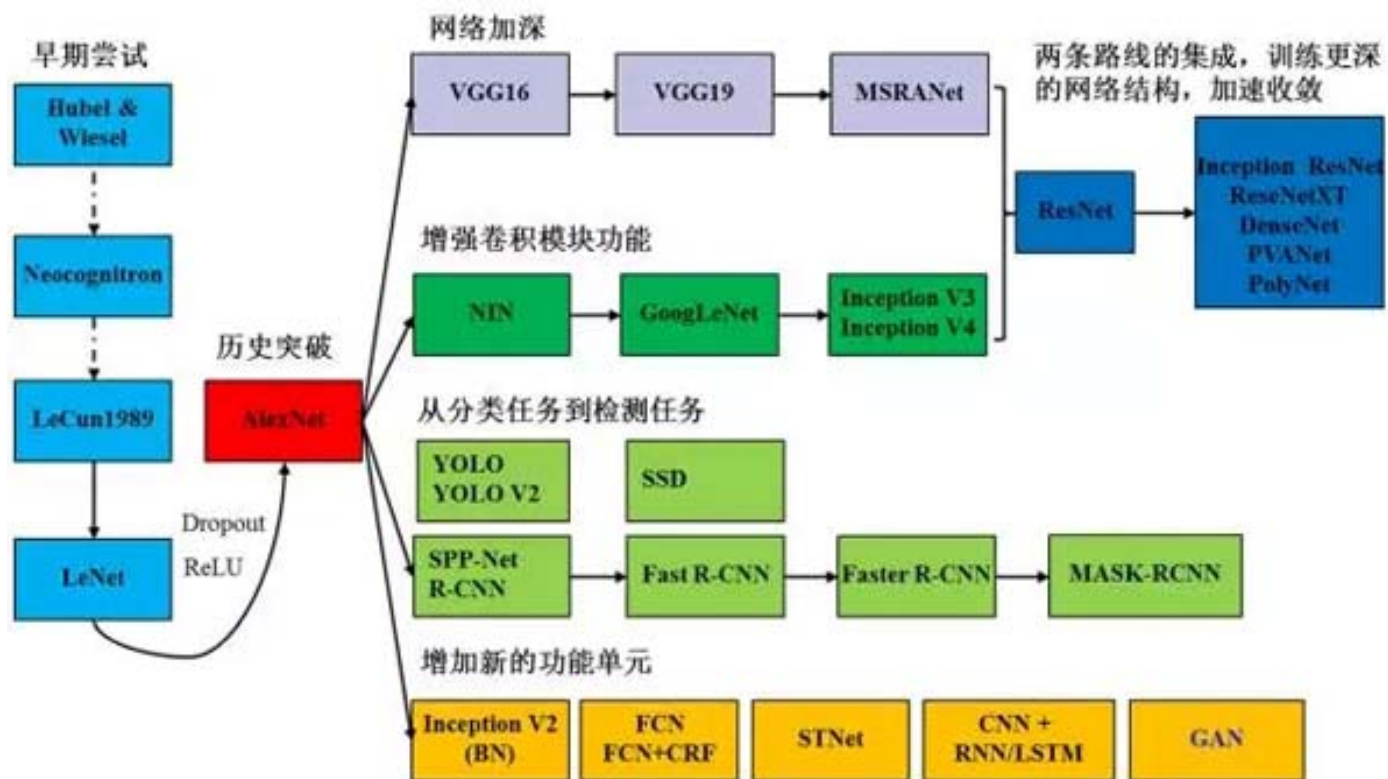 早期尝试
Hubel &
Wiesel
Neocognitron
LeCun1989
LeNet
Dropout
ReLU
历史突破
AlexNet
网络加深
VGG16
VGG19
MSRANet
增强卷积模块功能
NIN
GoogLeNet
Inception V3
Inception V4
两条路线的集成，训练更深
的网络结构，加速收敛
ResNet
Inception ResNet
ReseNetXT
DenseNet
PVANet
PolyNet
从分类任务到检测任务
YOLO
YOLO V2
SSD
SPP-Net
R-CNN
Fast R-CNN
Faster R-CNN
MASK-RCNN
增加新的功能单元
Inception V2
(BN)
FCN
FCN+CRF
STNet
CNN +
RNN/LSTM
GAN